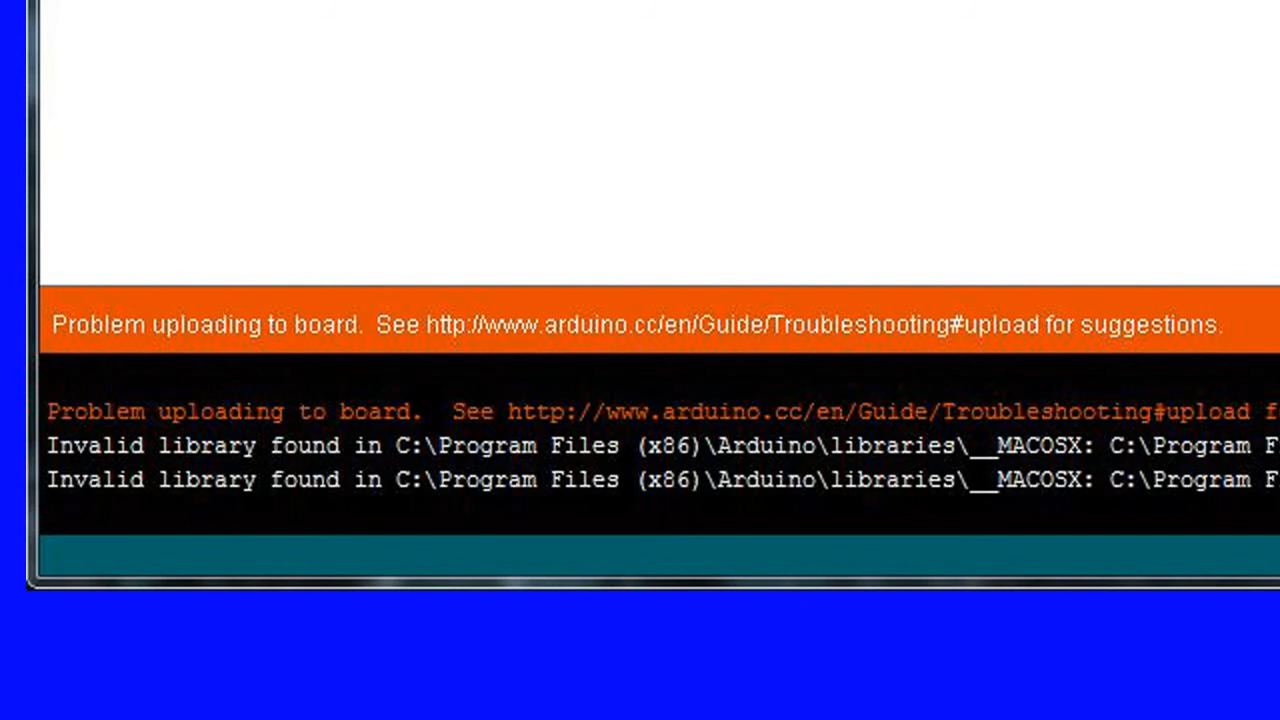 Problem uploading to board.  See http://www.arduino.cc/en/Guide/Troubleshooting#upload for suggestions.
Problem uploading to board.  See http://www.arduino.cc/en/Guide/Troubleshooting#upload f
Invalid library found in C:\Program Files (x86)\Arduino\libraries\__MACOSX: C:\Program F
Invalid library found in C:\Program Files (x86)\Arduino\libraries\__MACOSX: C:\Program F